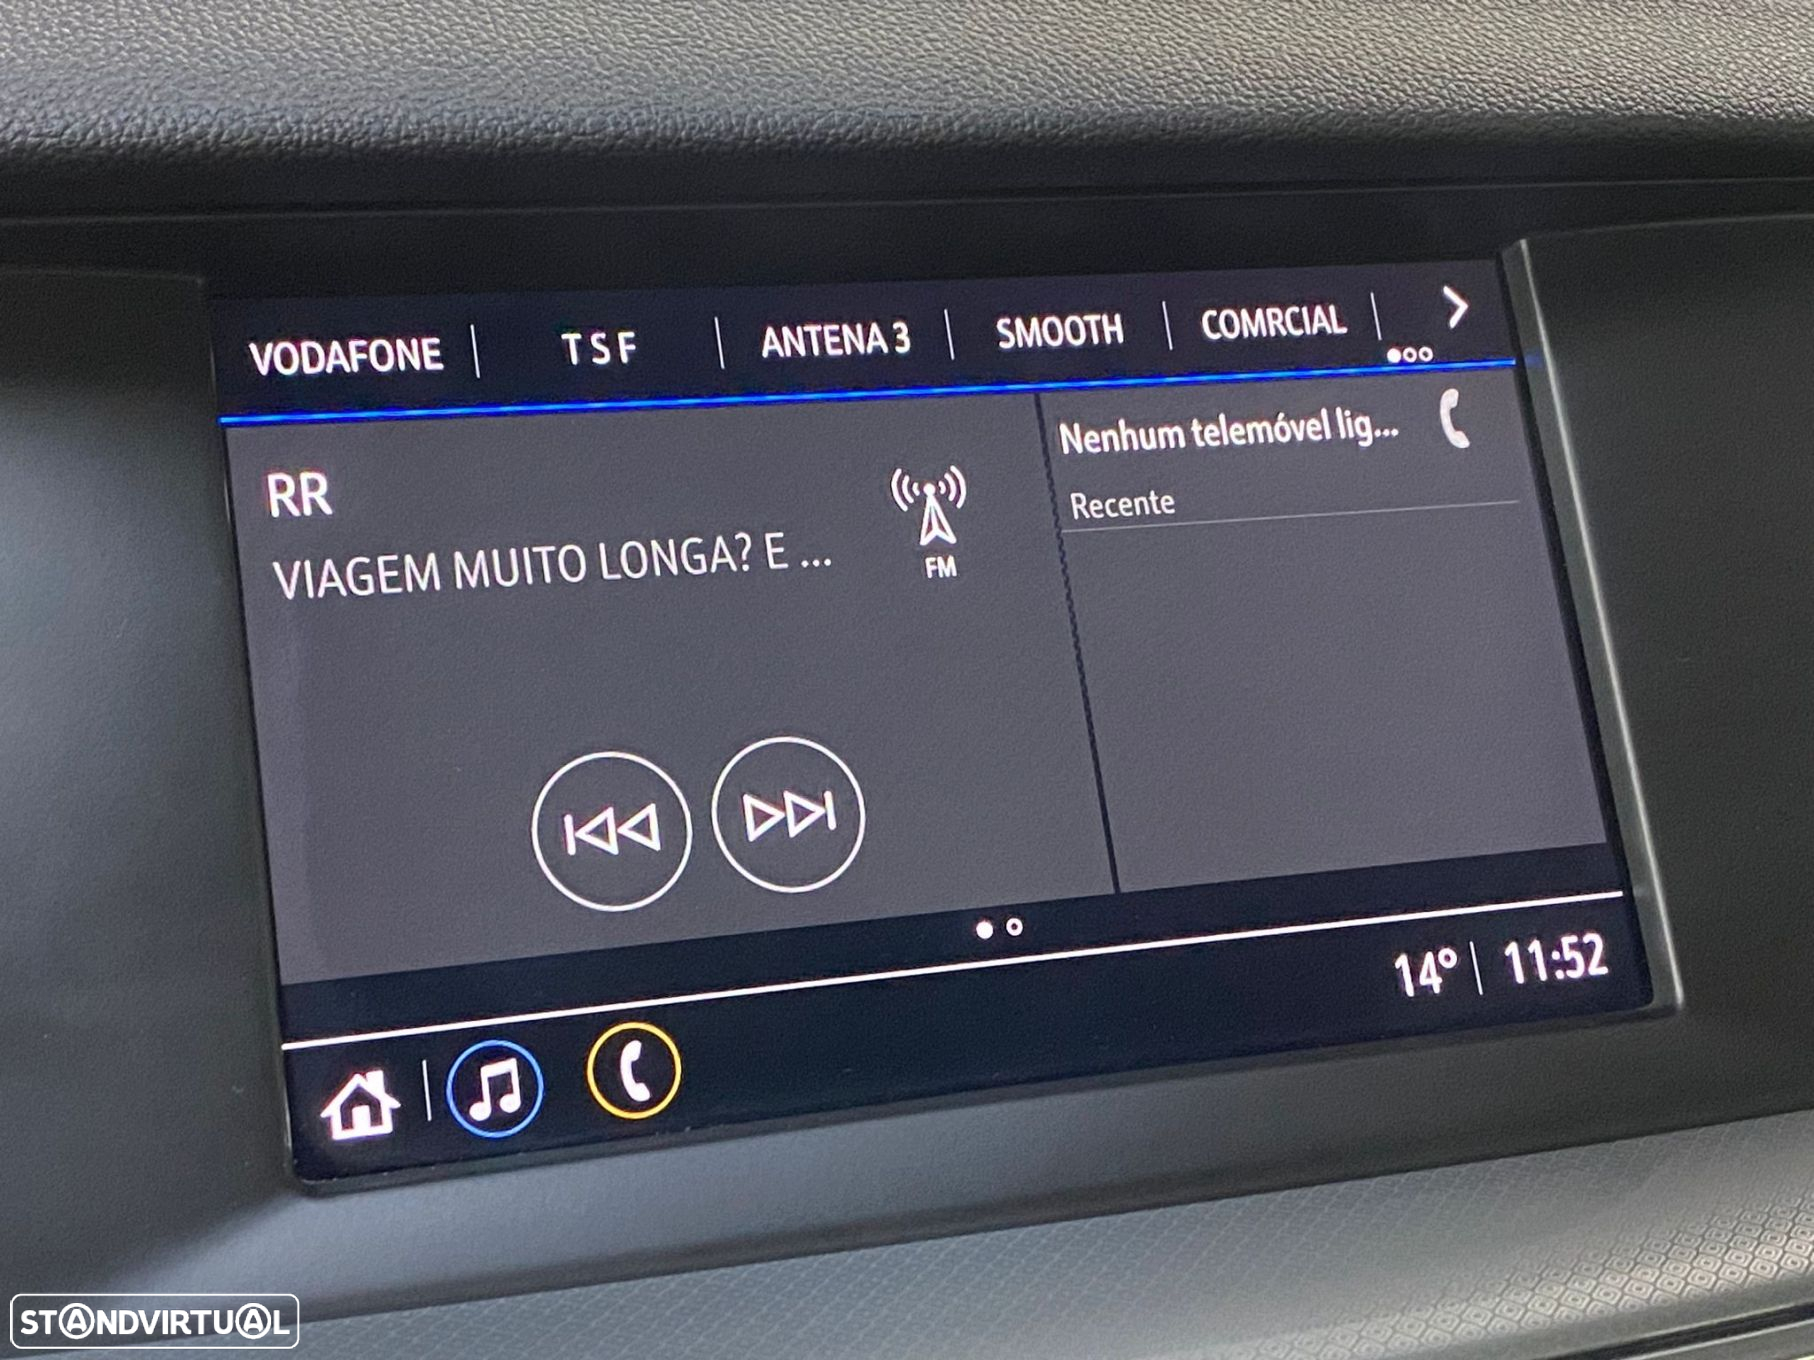 VODAFONE
TSF
ANTENA 3
SMOOTH
COMRCIAL
RR
VIAGEM MUITO LONGA? E ...
FM
Nenhum telemóvel lig...
Recente
14° 11:52
STANDVIRTUAL